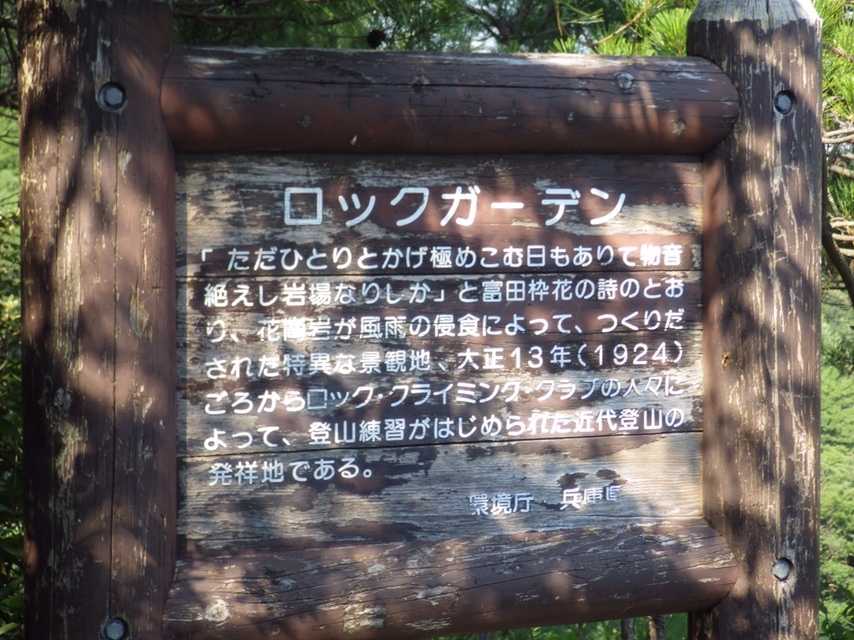 ロックガーデン
「ただひとりとかげ極めこむ日もありて物音
絶えし岩場なりしか」と富田枠花の詩のとお
り、花崗岩が風雨の侵食によって、つくりだ
された特異な景観地、大正13年(1924)
ごろからロック・クライミング・クラブの人々に
よって、登山練習がはじめられた近代登山の
発祥地である。
環境庁 兵庫県